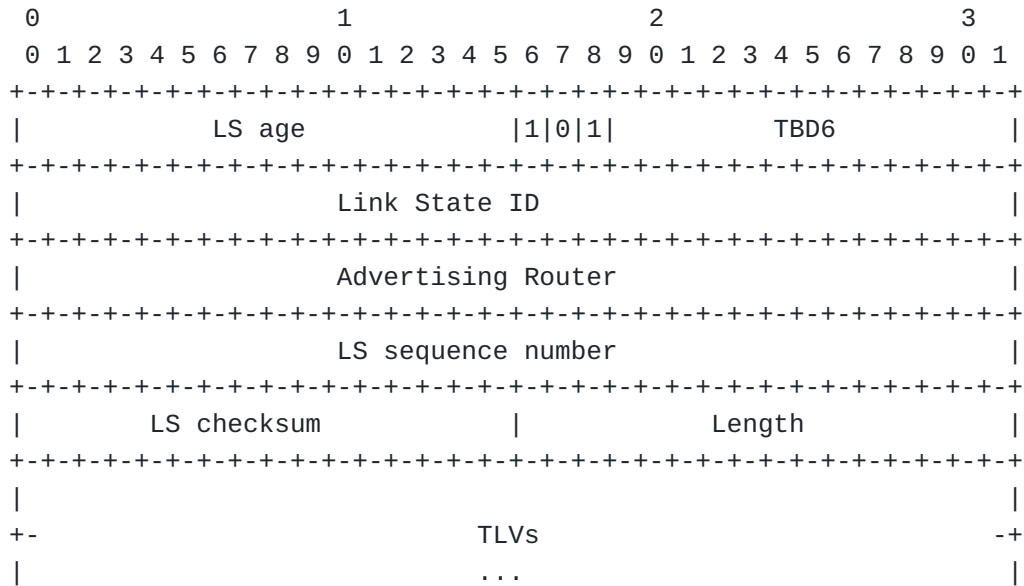 0                   1                   2                   3
 0 1 2 3 4 5 6 7 8 9 0 1 2 3 4 5 6 7 8 9 0 1 2 3 4 5 6 7 8 9 0 1
+-+-+-+-+-+-+-+-+-+-+-+-+-+-+-+-+-+-+-+-+-+-+-+-+-+-+-+-+-+-+-+-+
|            LS age             |1|0|1|          TBD6           |
+-+-+-+-+-+-+-+-+-+-+-+-+-+-+-+-+-+-+-+-+-+-+-+-+-+-+-+-+-+-+-+-+
|                    Link State ID                              |
+-+-+-+-+-+-+-+-+-+-+-+-+-+-+-+-+-+-+-+-+-+-+-+-+-+-+-+-+-+-+-+-+
|                    Advertising Router                         |
+-+-+-+-+-+-+-+-+-+-+-+-+-+-+-+-+-+-+-+-+-+-+-+-+-+-+-+-+-+-+-+-+
|                    LS sequence number                         |
+-+-+-+-+-+-+-+-+-+-+-+-+-+-+-+-+-+-+-+-+-+-+-+-+-+-+-+-+-+-+-+-+
|        LS checksum            |            Length             |
+-+-+-+-+-+-+-+-+-+-+-+-+-+-+-+-+-+-+-+-+-+-+-+-+-+-+-+-+-+-+-+-+
|                                                               |
+-                            TLVs                             -+
|                             ...                               |